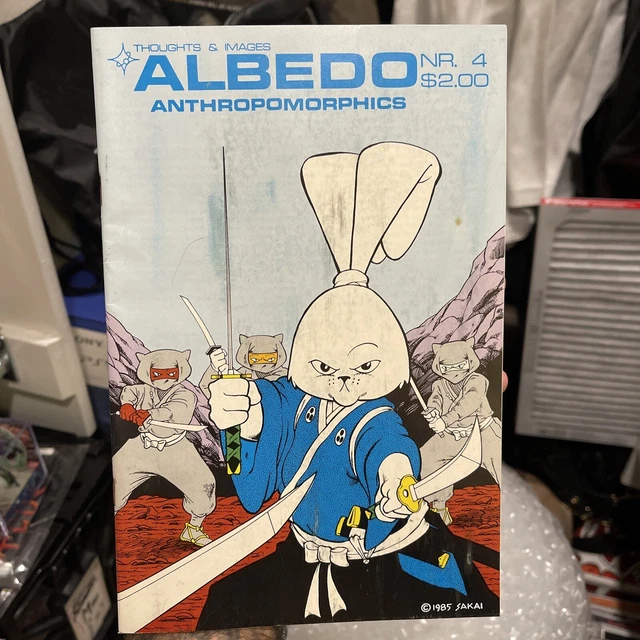 THOUGHTS & IMAGES
ALBEDO
NR. 4
$2.00
ANTHROPOMORPHICS
©1985 SAKAI